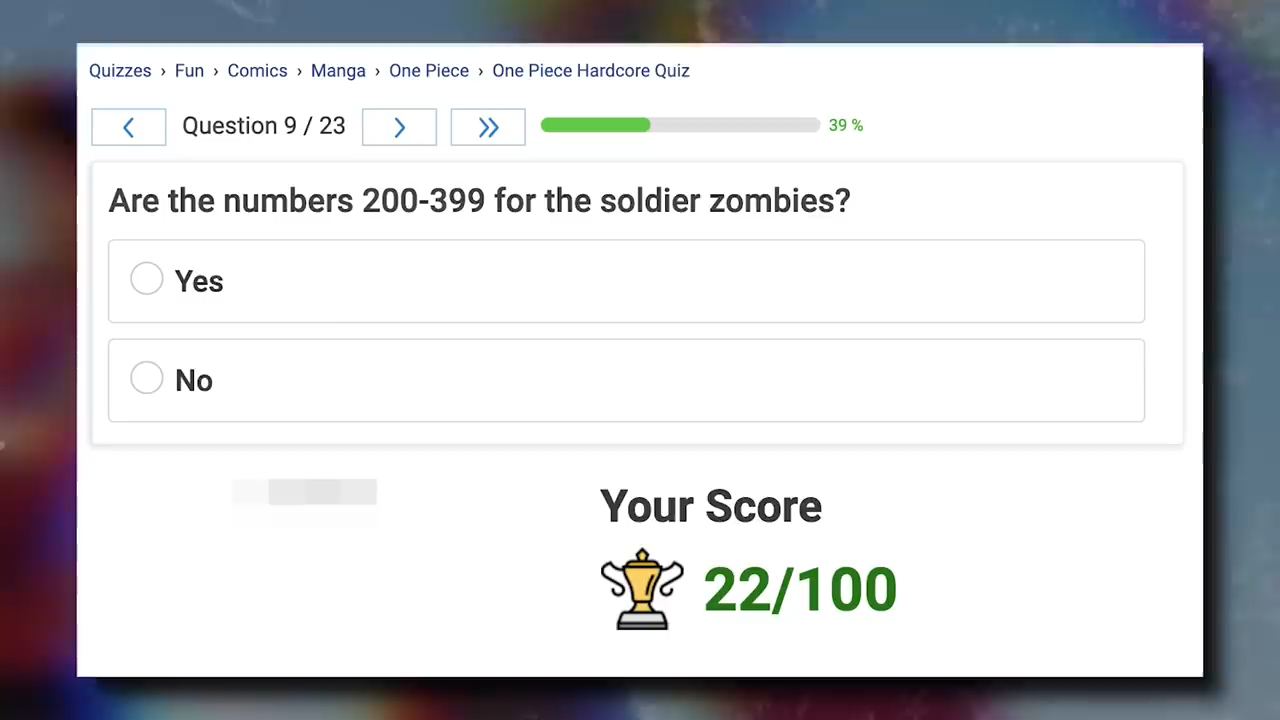 Quizzes › Fun › Comics › Manga › One Piece › One Piece Hardcore Quiz
Question 9 / 23
39 %
Are the numbers 200-399 for the soldier zombies?
Yes
No
Your Score
22/100